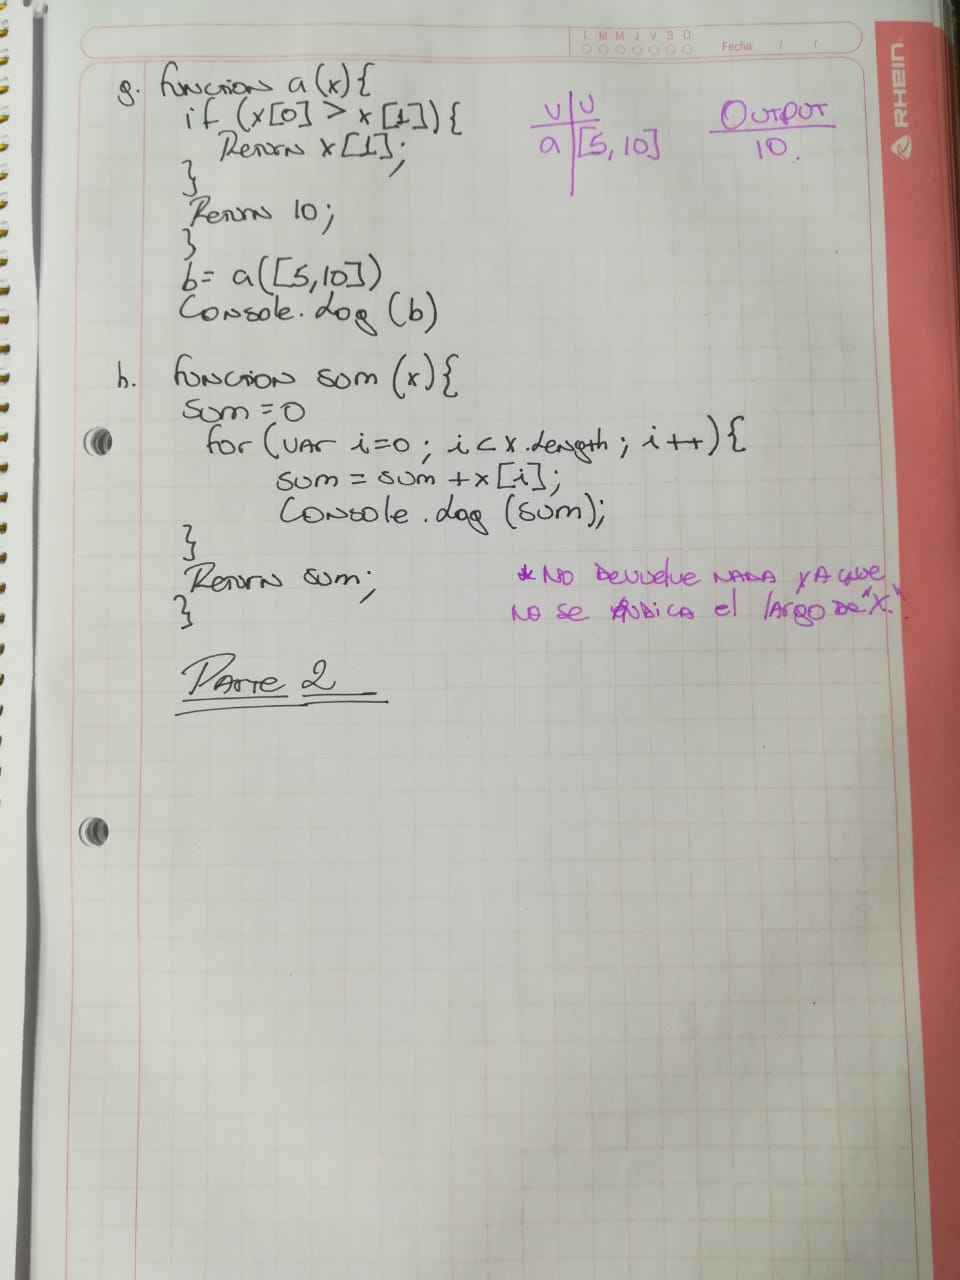 L M M J V S D
Fecha: / /
RHEIN
g. function a(x){
if (x[0] > x[1]){
Return x[1];
}
Return 10;
}
b= a([5,10])
Console.log (b)
V | V
a | [5,10]
OUTPUT
10.
h. function sum (x){
sum = 0
for (var i=0 ; i < x.length ; i++){
sum = sum + x[i];
Console.log (sum);
}
Return sum;
}
* NO Devuelve NADA YA QUE
NO se UBICA el LARGO DE "X".
Parte 2